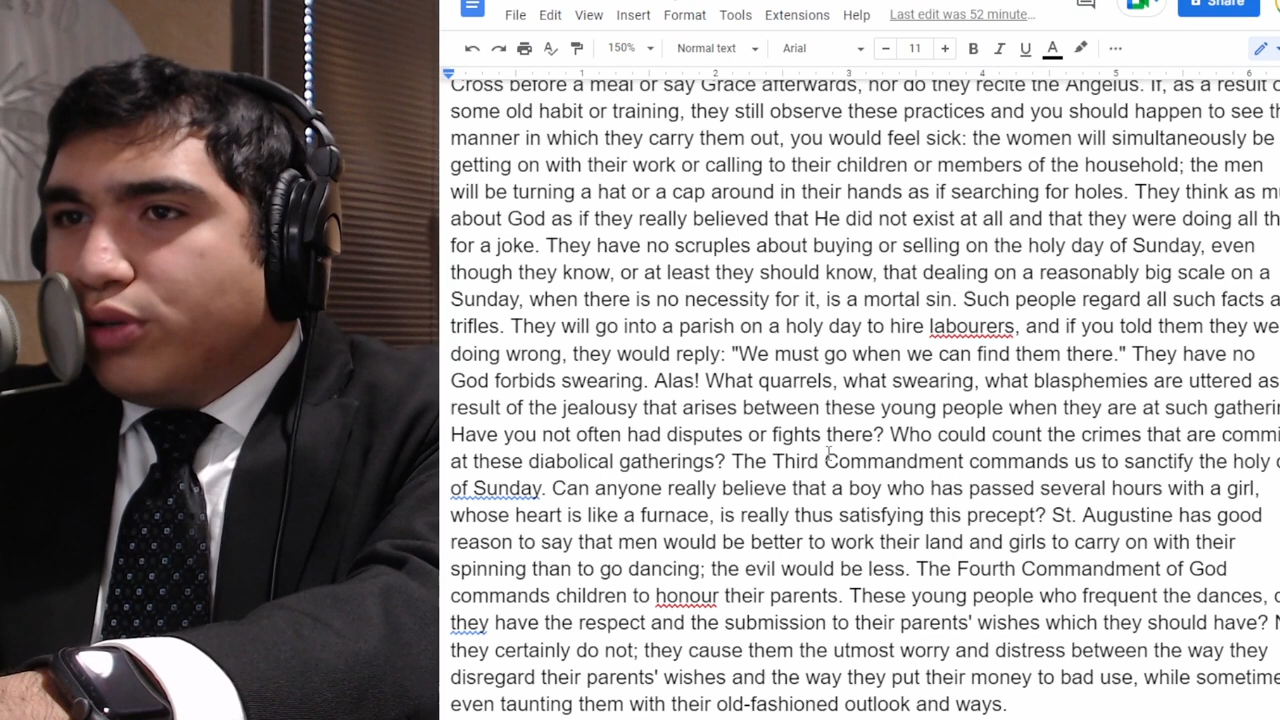 File Edit View Insert Format Tools Extensions Help Last edit was 52 minute... Share
150% Normal text Arial 11 B I U A
1 2 3 4 5 6
Cross before a meal or say Grace afterwards, nor do they recite the Angelus. If, as a result
some old habit or training, they still observe these practices and you should happen to see
manner in which they carry them out, you would feel sick: the women will simultaneously be
getting on with their work or calling to their children or members of the household; the men
will be turning a hat or a cap around in their hands as if searching for holes. They think as
about God as if they really believed that He did not exist at all and that they were doing all
for a joke. They have no scruples about buying or selling on the holy day of Sunday, even
though they know, or at least they should know, that dealing on a reasonably big scale on a
Sunday, when there is no necessity for it, is a mortal sin. Such people regard all such facts
trifles. They will go into a parish on a holy day to hire labourers, and if you told them they
doing wrong, they would reply: "We must go when we can find them there." They have no
God forbids swearing. Alas! What quarrels, what swearing, what blasphemies are uttered as
result of the jealousy that arises between these young people when they are at such
Have you not often had disputes or fights there? Who could count the crimes that are
at these diabolical gatherings? The Third Commandment commands us to sanctify the holy
of Sunday. Can anyone really believe that a boy who has passed several hours with a girl,
whose heart is like a furnace, is really thus satisfying this precept? St. Augustine has good
reason to say that men would be better to work their land and girls to carry on with their
spinning than to go dancing; the evil would be less. The Fourth Commandment of God
commands children to honour their parents. These young people who frequent the dances,
they have the respect and the submission to their parents' wishes which they should have?
they certainly do not; they cause them the utmost worry and distress between the way they
disregard their parents' wishes and the way they put their money to bad use, while
even taunting them with their old-fashioned outlook and ways.